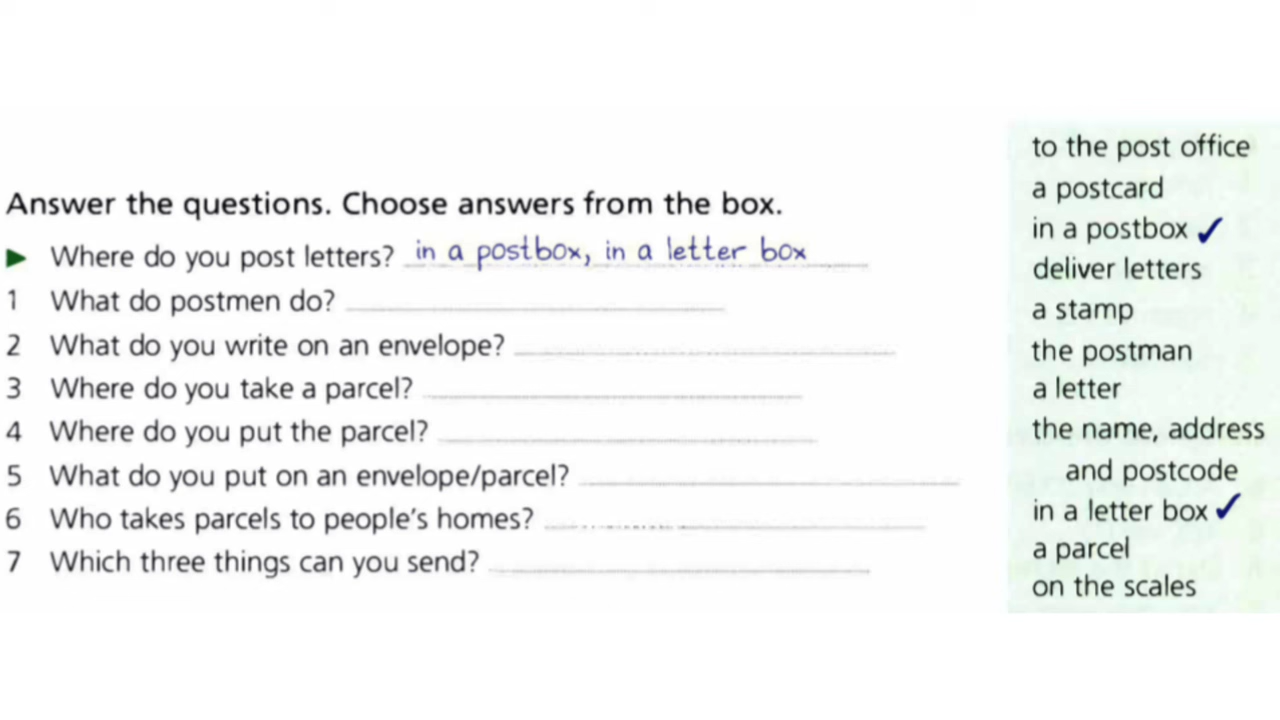 Answer the questions. Choose answers from the box.
▶ Where do you post letters? in a postbox, in a letter box
1 What do postmen do?
2 What do you write on an envelope?
3 Where do you take a parcel?
4 Where do you put the parcel?
5 What do you put on an envelope/parcel?
6 Who takes parcels to people's homes?
7 Which three things can you send?
to the post office
a postcard
in a postbox ✓
deliver letters
a stamp
the postman
a letter
the name, address
and postcode
in a letter box ✓
a parcel
on the scales